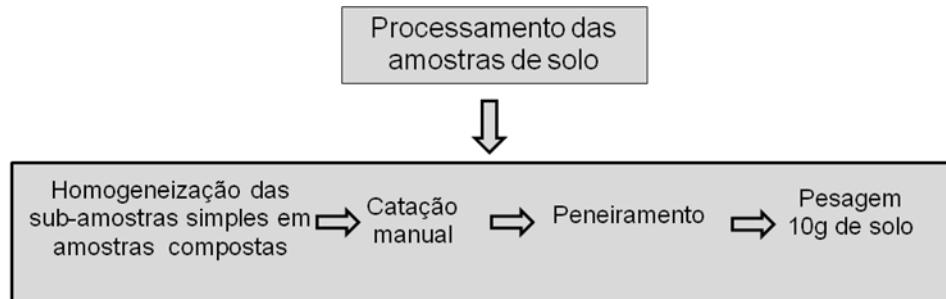 Processamento das
amostras de solo
Homogeneização das
sub-amostras simples em
amostras compostas
Catação
manual
Peneiramento
Pesagem
10g de solo